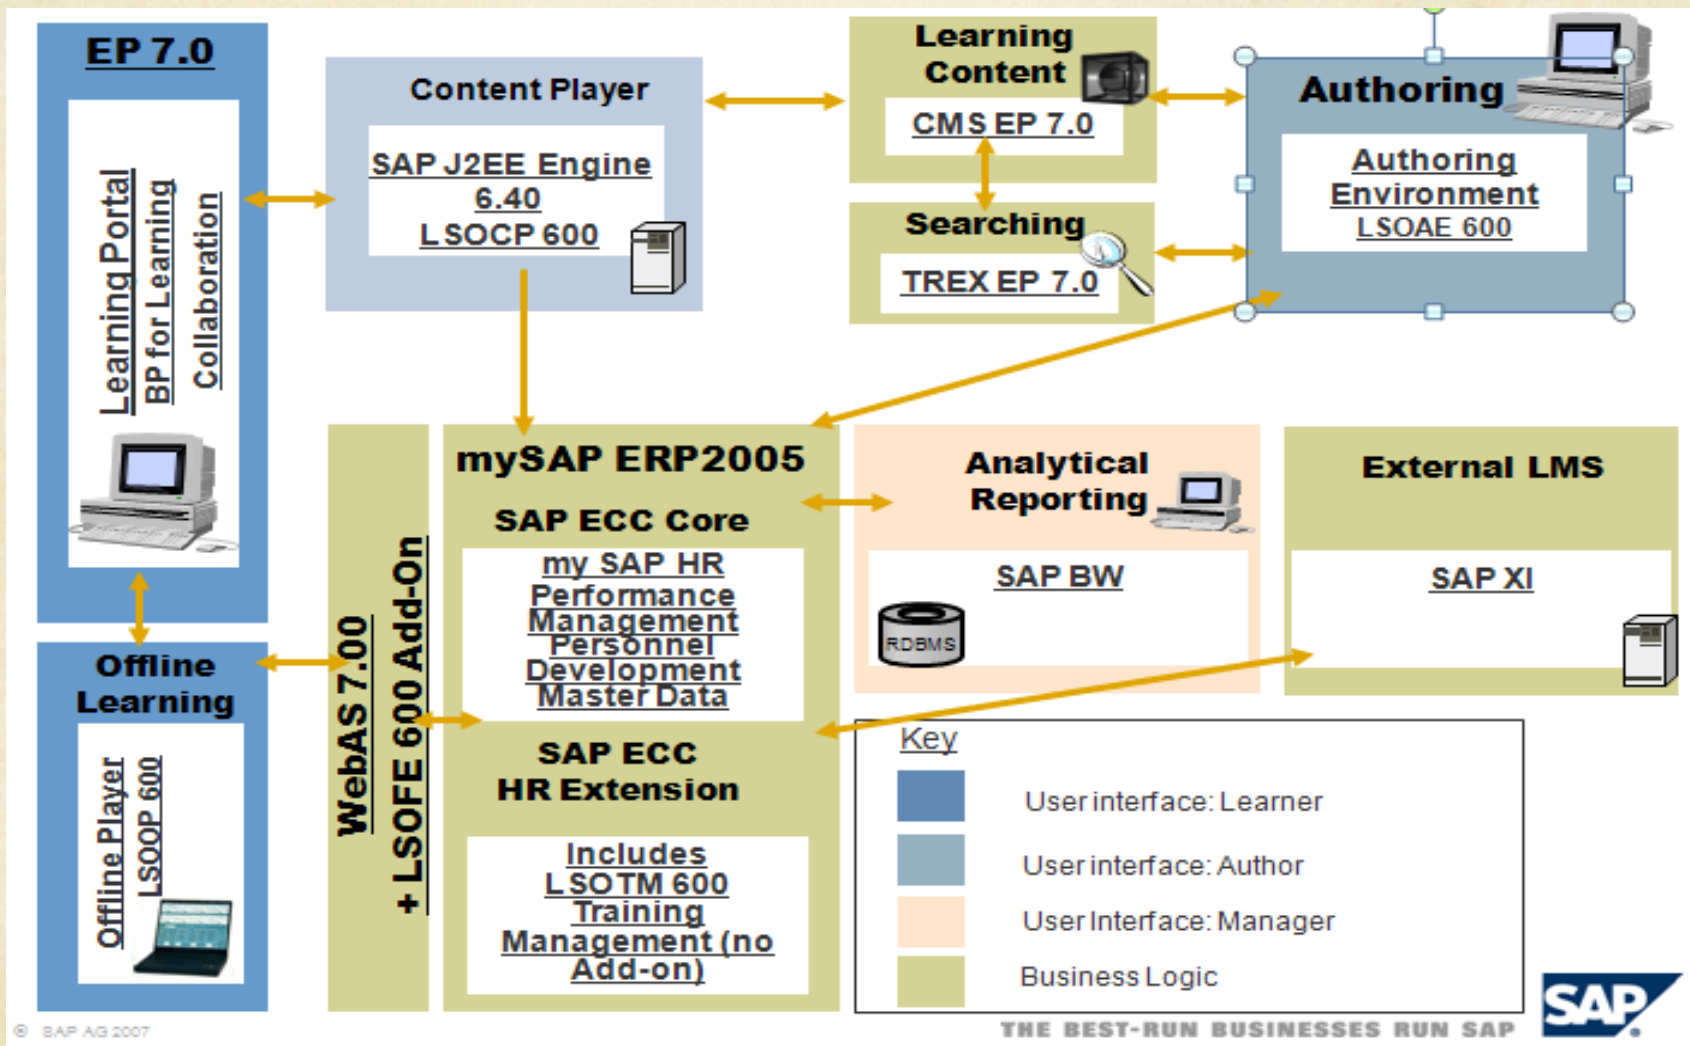 EP 7.0
Learning Portal
BP for Learning
Collaboration
Content Player
SAP J2EE Engine
6.40
LSOCP 600
Learning
Content
CMS EP 7.0
Searching
TREX EP 7.0
Authoring
Authoring
Environment
LSOAE 600
Offline
Learning
Offline Player
LSOOP 600
WebAS 7.00
+ LSOFE 600 Add-On
mySAP ERP2005
SAP ECC Core
my SAP HR
Performance
Management
Personnel
Development
Master Data
SAP ECC
HR Extension
Includes
LSOTM 600
Training
Management (no
Add-on)
Analytical
Reporting
SAP BW
RDBMS
External LMS
SAP XI
Key
User interface: Learner
User interface: Author
User Interface: Manager
Business Logic
© SAP AG 2007
THE BEST-RUN BUSINESSES RUN SAP
SAP